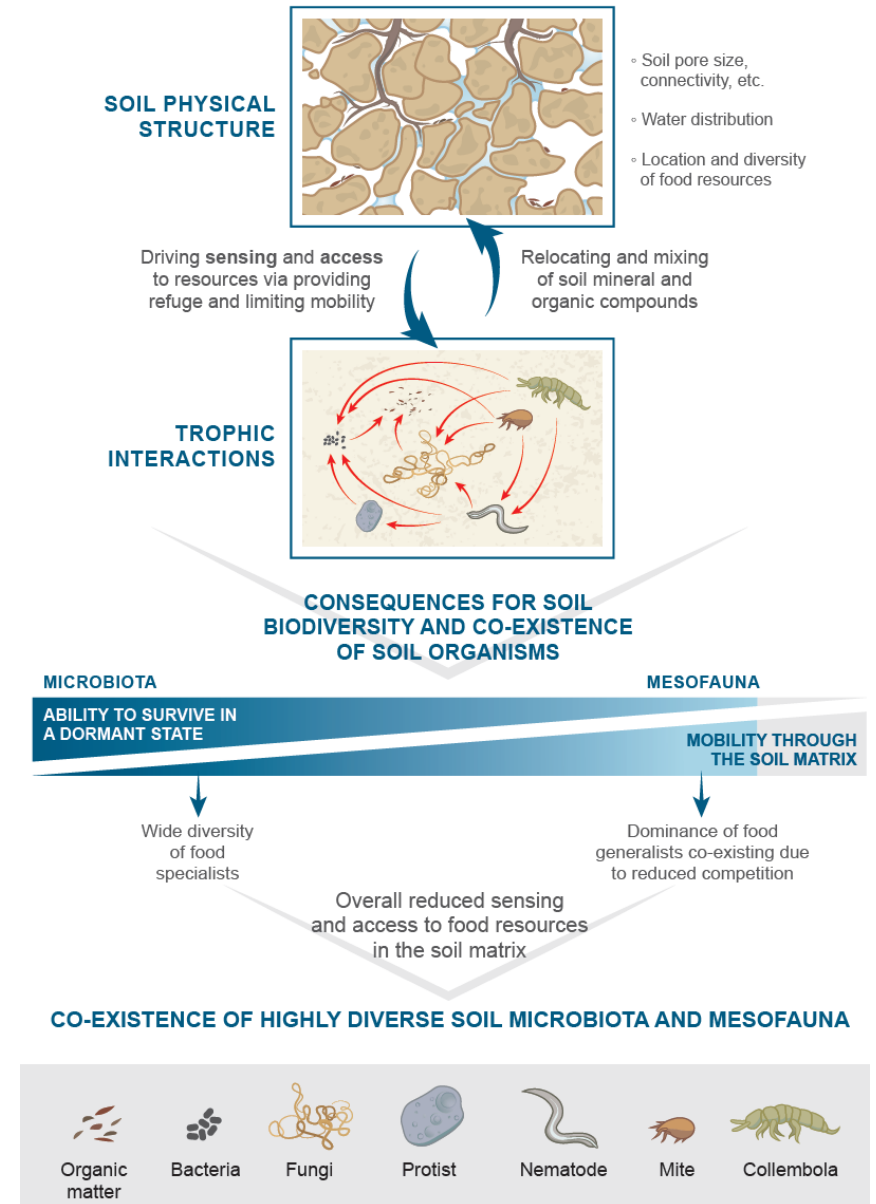 SOIL PHYSICAL
STRUCTURE
◦ Soil pore size,
connectivity, etc.
◦ Water distribution
◦ Location and diversity
of food resources
Driving sensing and access
to resources via providing
refuge and limiting mobility
Relocating and mixing
of soil mineral and
organic compounds
TROPHIC
INTERACTIONS
CONSEQUENCES FOR SOIL
BIODIVERSITY AND CO-EXISTENCE
OF SOIL ORGANISMS
MICROBIOTA
MESOFAUNA
ABILITY TO SURVIVE IN
A DORMANT STATE
MOBILITY THROUGH
THE SOIL MATRIX
Wide diversity
of food
specialists
Dominance of food
generalists co-existing due
to reduced competition
Overall reduced sensing
and access to food resources
in the soil matrix
CO-EXISTENCE OF HIGHLY DIVERSE SOIL MICROBIOTA AND MESOFAUNA
Organic
matter
Bacteria
Fungi
Protist
Nematode
Mite
Collembola